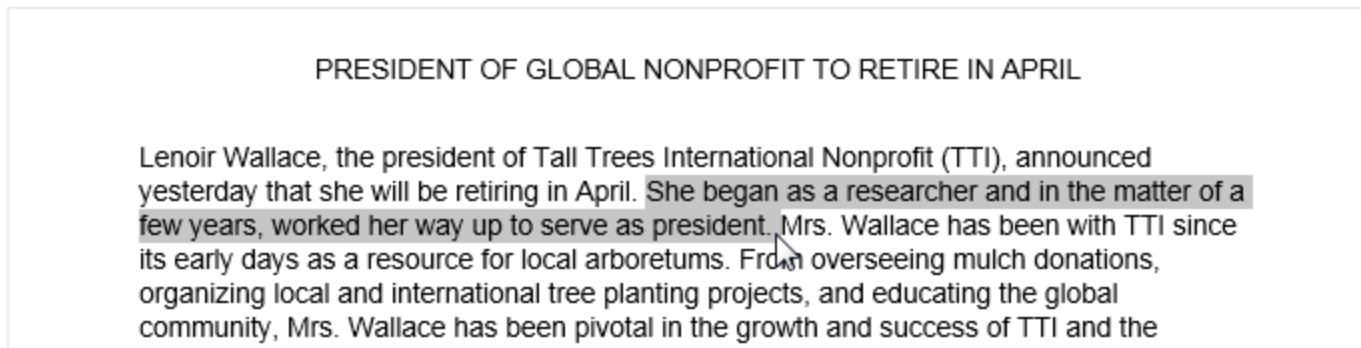 PRESIDENT OF GLOBAL NONPROFIT TO RETIRE IN APRIL
Lenoir Wallace, the president of Tall Trees International Nonprofit (TTI), announced
yesterday that she will be retiring in April. She began as a researcher and in the matter of a
few years, worked her way up to serve as president. Mrs. Wallace has been with TTI since
its early days as a resource for local arboretums. From overseeing mulch donations,
organizing local and international tree planting projects, and educating the global
community, Mrs. Wallace has been pivotal in the growth and success of TTI and the